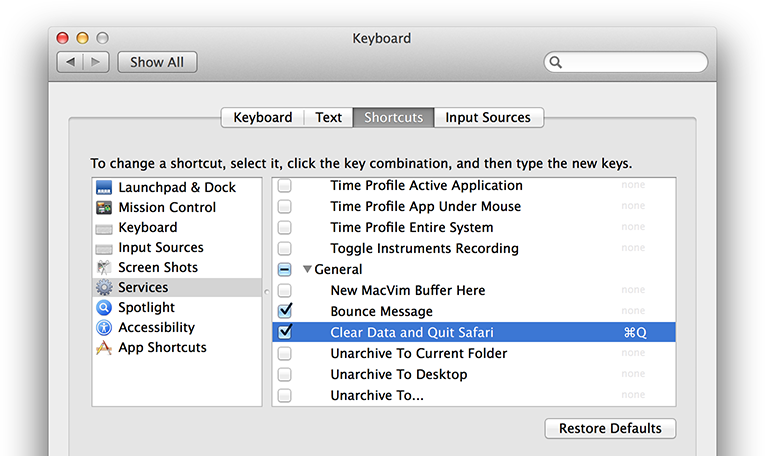 Keyboard
Show All
Keyboard Text Shortcuts Input Sources
To change a shortcut, select it, click the key combination, and then type the new keys.
Launchpad & Dock
Mission Control
Keyboard
Input Sources
Screen Shots
Services
Spotlight
Accessibility
App Shortcuts
Time Profile Active Application none
Time Profile App Under Mouse none
Time Profile Entire System none
Toggle Instruments Recording none
General
New MacVim Buffer Here none
Bounce Message none
Clear Data and Quit Safari ⌘Q
Unarchive To Current Folder none
Unarchive To Desktop none
Unarchive To... none
Restore Defaults